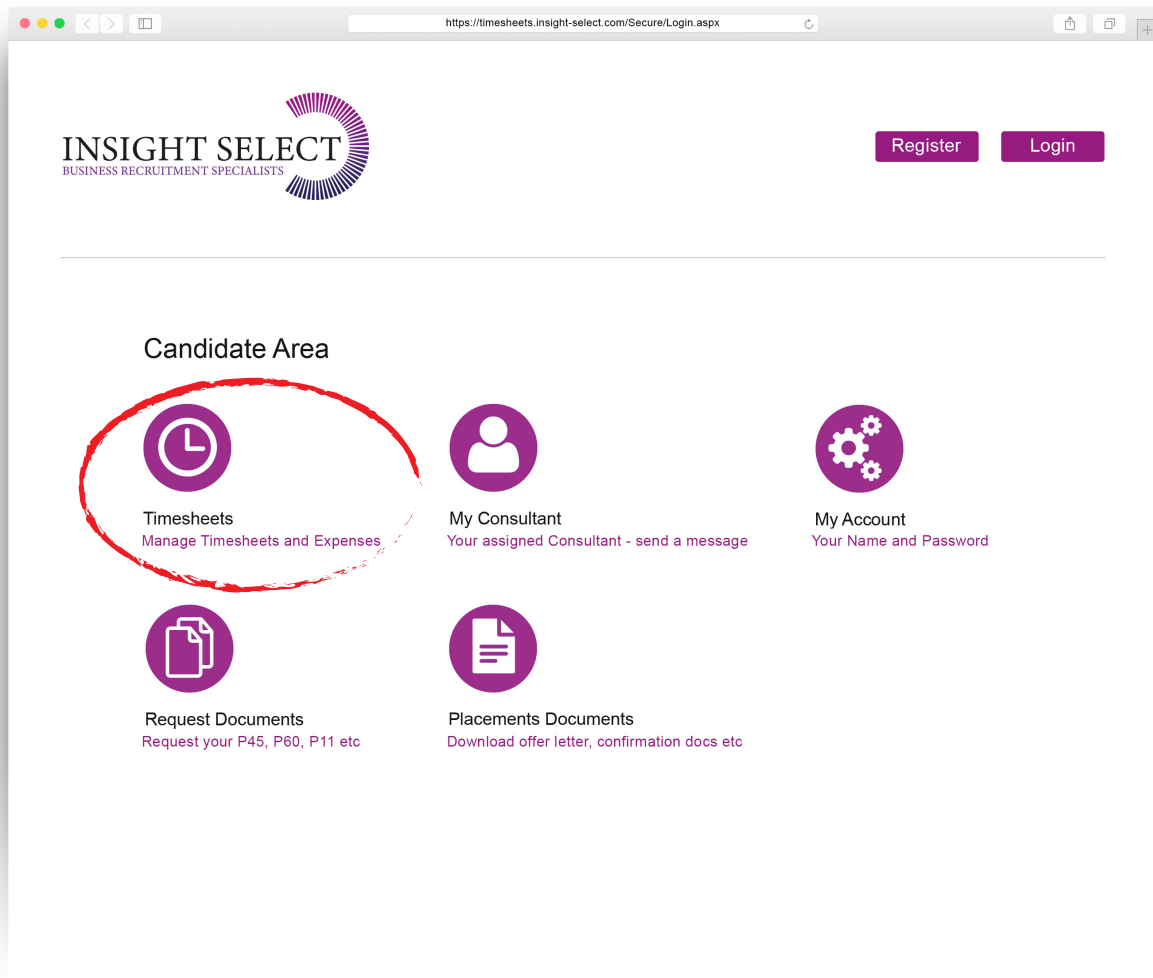 https://timesheets.insight-select.com/Secure/Login.aspx
INSIGHT SELECT
BUSINESS RECRUITMENT SPECIALISTS
Register
Login
Candidate Area
Timesheets
Manage Timesheets and Expenses
My Consultant
Your assigned Consultant - send a message
My Account
Your Name and Password
Request Documents
Request your P45, P60, P11 etc
Placements Documents
Download offer letter, confirmation docs etc